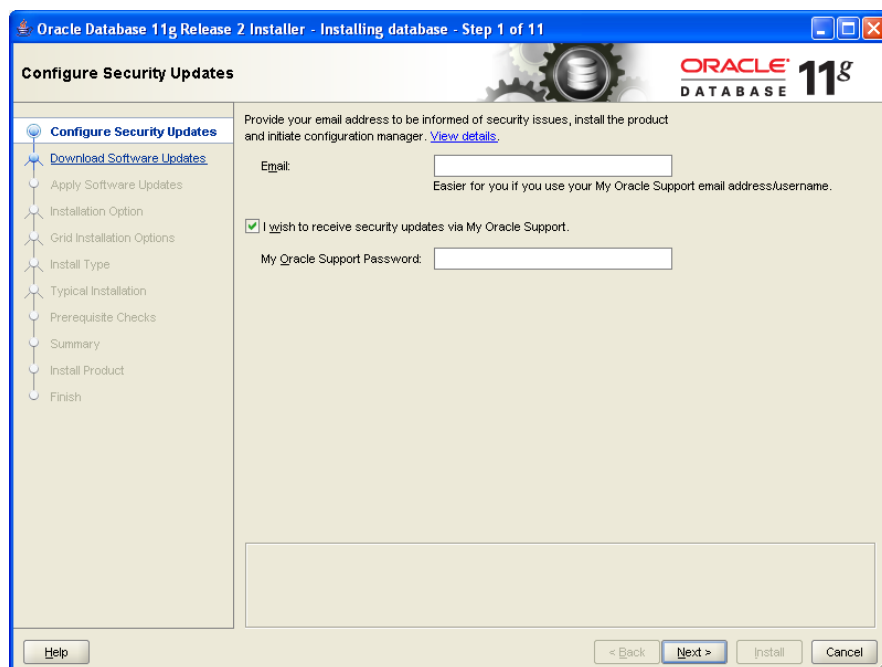 Oracle Database 11g Release 2 Installer - Installing database - Step 1 of 11
Configure Security Updates
ORACLE
DATABASE 11g
Configure Security Updates
Download Software Updates
Apply Software Updates
Installation Option
Grid Installation Options
Install Type
Typical Installation
Prerequisite Checks
Summary
Install Product
Finish
Provide your email address to be informed of security issues, install the product
and initiate configuration manager. View details.
Email:
Easier for you if you use your My Oracle Support email address/username.
I wish to receive security updates via My Oracle Support.
My Oracle Support Password:
Help
< Back
Next >
Install
Cancel